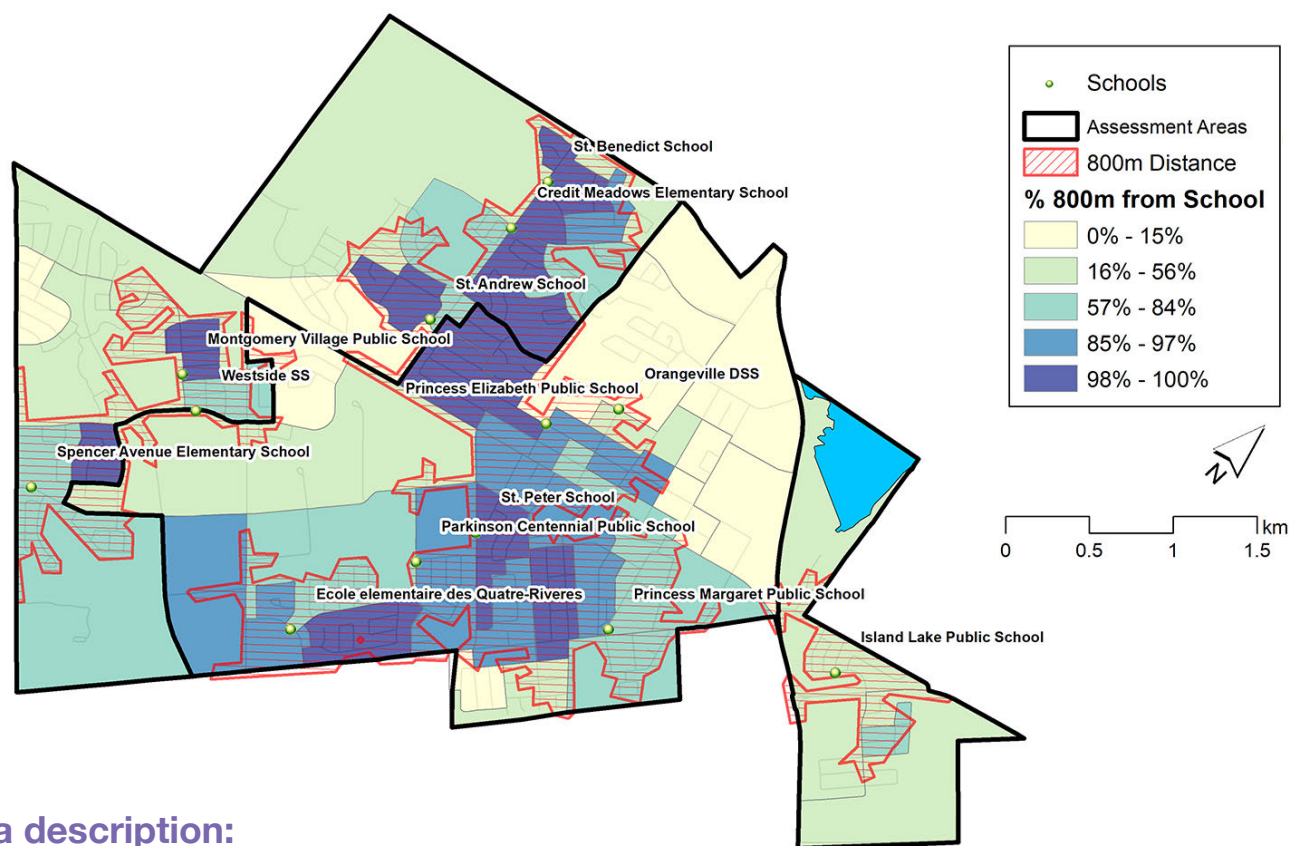 St. Benedict School
Credit Meadows Elementary School
St. Andrew School
Montgomery Village Public School
Westside SS
Princess Elizabeth Public School
Orangeville DSS
Spencer Avenue Elementary School
St. Peter School
Parkinson Centennial Public School
Ecole elementaire des Quatre-Riveres
Princess Margaret Public School
Island Lake Public School
Schools
Assessment Areas
800m Distance
% 800m from School
0% - 15%
16% - 56%
57% - 84%
85% - 97%
98% - 100%
N
km
0 0.5 1 1.5
a description: